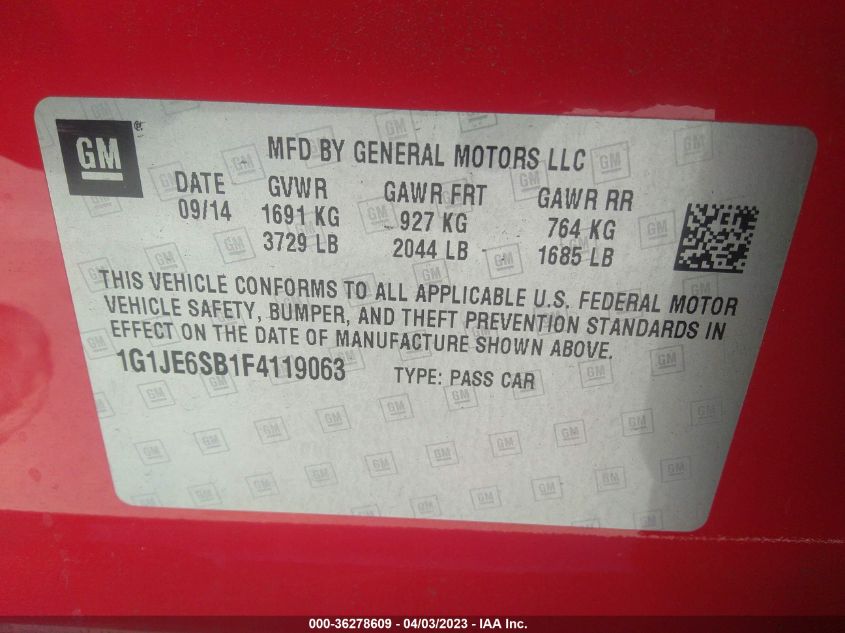 GM
MFD BY GENERAL MOTORS LLC
DATE GVWR GAWR FRT GAWR RR
09/14 1691 KG 927 KG 764 KG
3729 LB 2044 LB 1685 LB
THIS VEHICLE CONFORMS TO ALL APPLICABLE U.S. FEDERAL MOTOR
VEHICLE SAFETY, BUMPER, AND THEFT PREVENTION STANDARDS IN
EFFECT ON THE DATE OF MANUFACTURE SHOWN ABOVE.
1G1JE6SB1F4119063 TYPE: PASS CAR
000-36278609 - 04/03/2023 - IAA Inc.